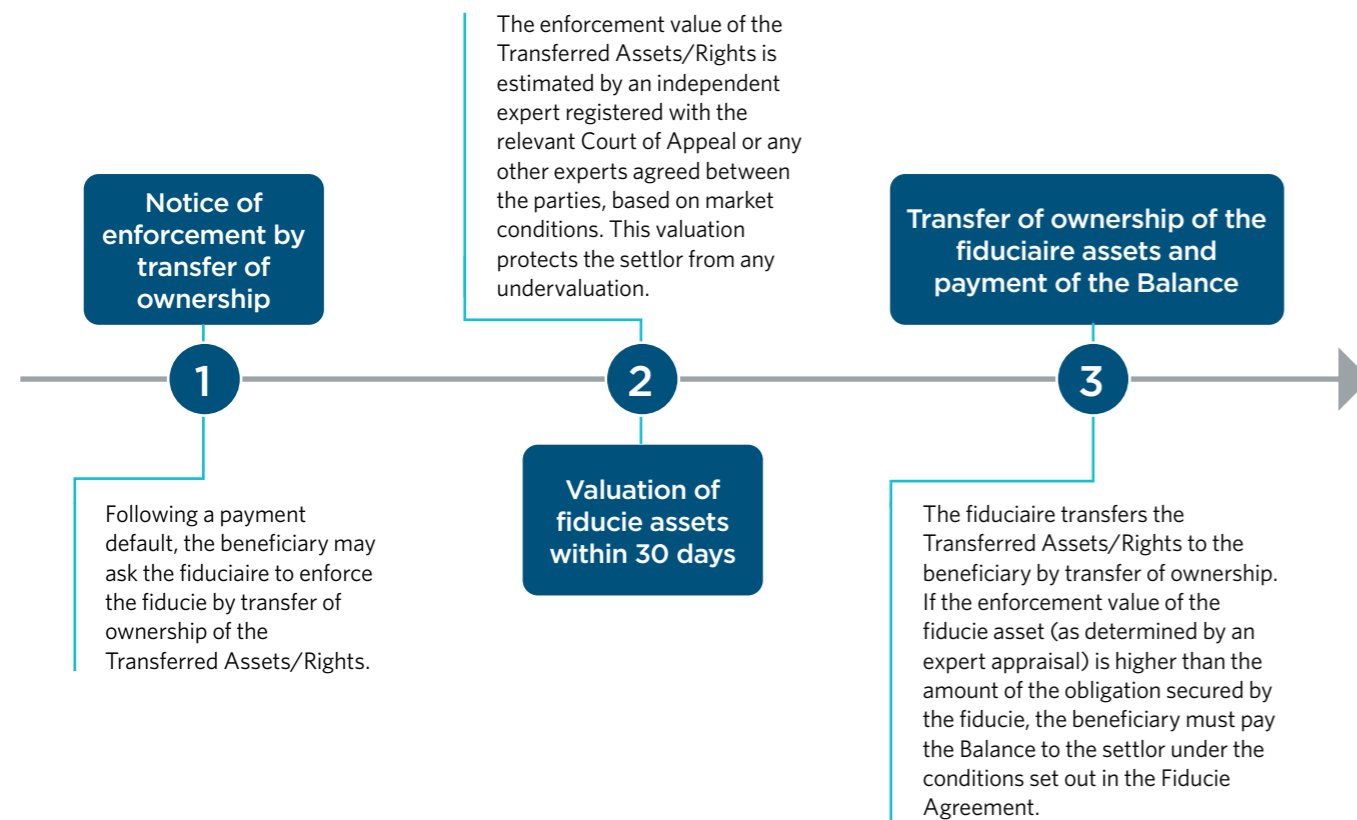 Notice of
enforcement by
transfer of
ownership
1
Following a payment
default, the beneficiary may
ask the fiduciaire to enforce
the fiducie by transfer of
ownership of the
Transferred Assets/Rights.
The enforcement value of the
Transferred Assets/Rights is
estimated by an independent
expert registered with the
relevant Court of Appeal or any
other experts agreed between
the parties, based on market
conditions. This valuation
protects the settlor from any
undervaluation.
2
Valuation of
fiducie assets
within 30 days
Transfer of ownership of the
fiduciaire assets and
payment of the Balance
3
The fiduciaire transfers the
Transferred Assets/Rights to the
beneficiary by transfer of ownership.
If the enforcement value of the
fiducie asset (as determined by an
expert appraisal) is higher than the
amount of the obligation secured by
the fiducie, the beneficiary must pay
the Balance to the settlor under the
conditions set out in the Fiducie
Agreement.